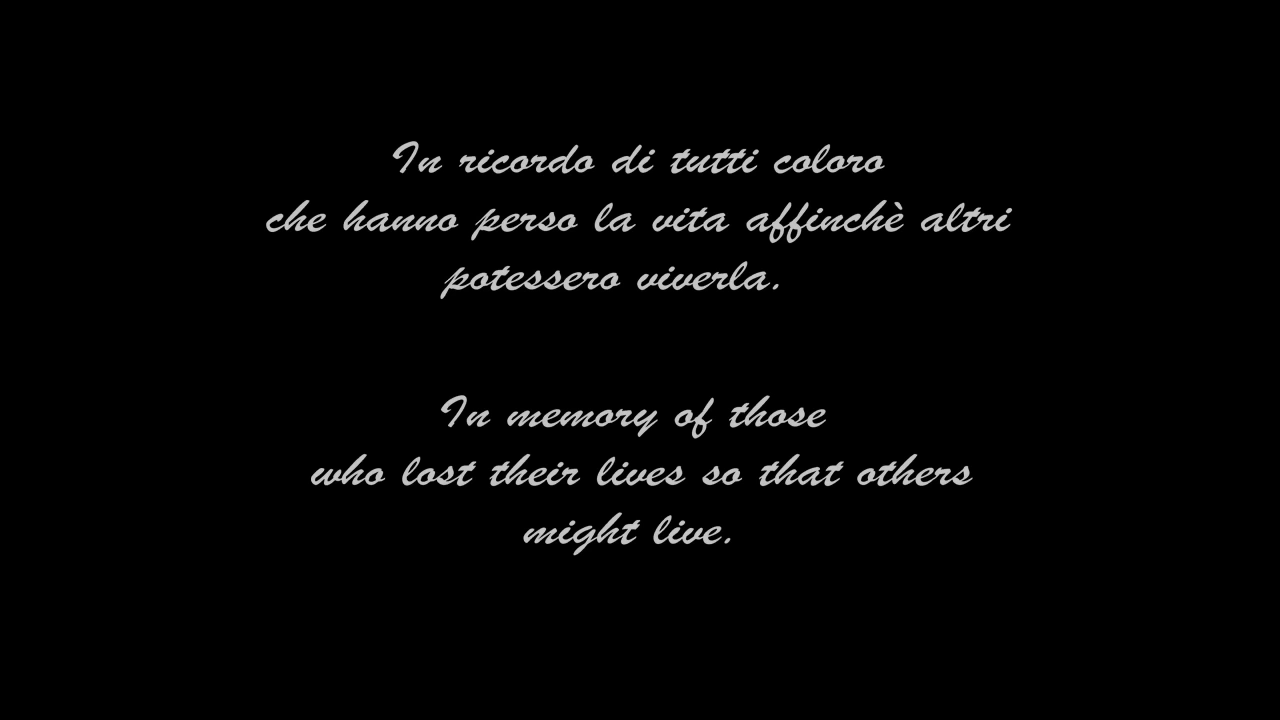 In ricordo di tutti coloro
che hanno perso la vita affinchè altri
potessero viverla.
In memory of those
who lost their lives so that others
might live.